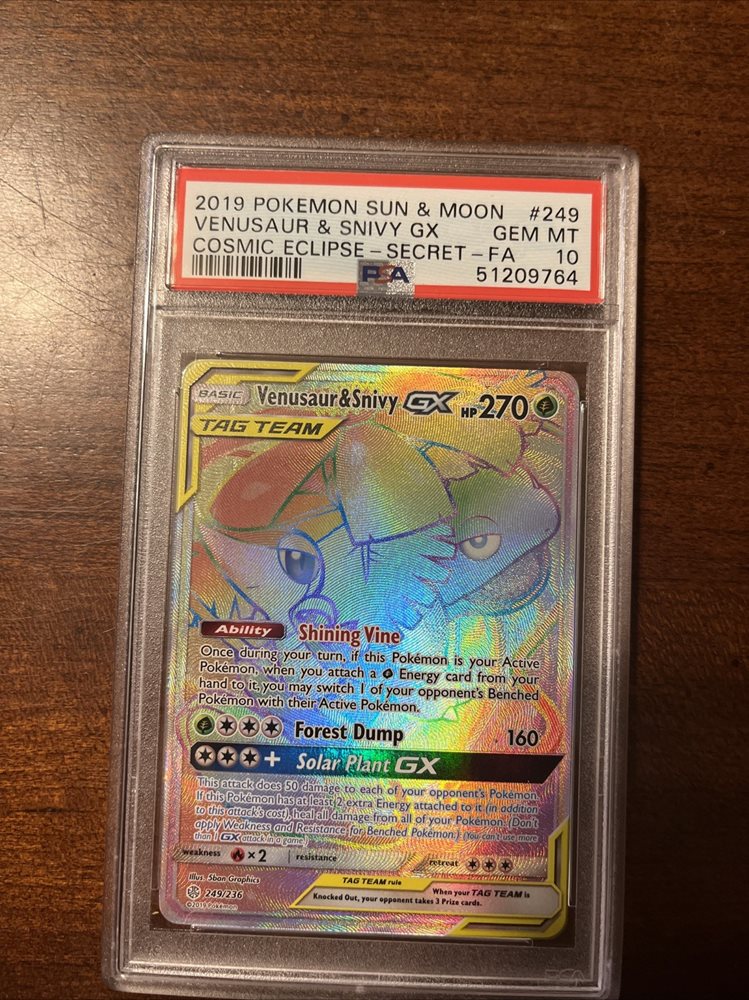 2019 POKEMON SUN & MOON #249
VENUSAUR & SNIVY GX GEM MT
COSMIC ECLIPSE-SECRET-FA 10
PSA 51209764
BASIC Venusaur&Snivy GX HP270
TAG TEAM
Ability Shining Vine
Once during your turn, if this Pokémon is your Active
Pokémon, when you attach a Energy card from your
hand to it, you may switch 1 of your opponent's Benched
Pokémon with their Active Pokémon.
Forest Dump 160
+ Solar Plant GX
This attack does 50 damage to each of your opponent's Pokémon.
If this Pokémon has at least 2 extra Energy attached to it (in addition
to this attack's cost), heal all damage from all of your Pokémon. (Don't
apply Weakness and Resistance for Benched Pokémon.) (You can't use more
than 1 GX attack in a game.)
weakness ×2 resistance retreat
Illus. 5ban Graphics
249/236
©2019 Pokémon
TAG TEAM rule
When your TAG TEAM is
Knocked Out, your opponent takes 3 Prize cards.
PSA